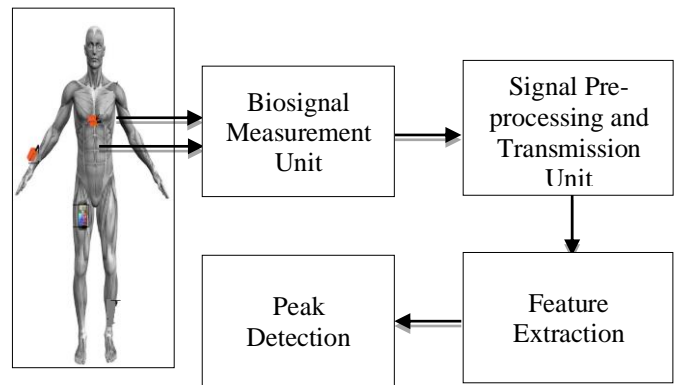 Biosignal
Measurement
Unit
Signal Pre-
processing and
Transmission
Unit
Peak
Detection
Feature
Extraction